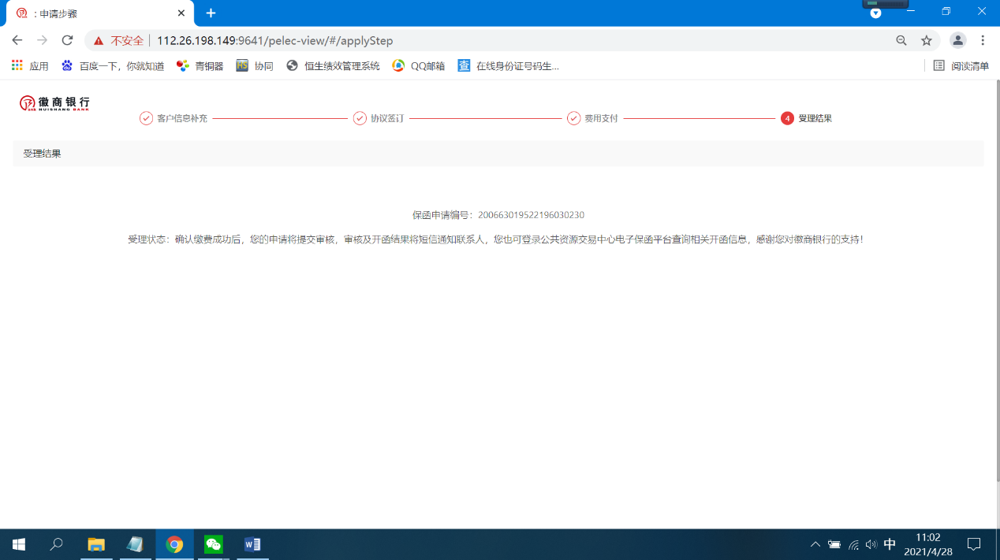 ：申请步骤
不安全 112.26.198.149:9641/pelec-view/#/applyStep
应用 百度一下，你就知道 青铜器 HS 协同 恒生绩效管理系统 QQ邮箱 查 在线身份证号码生... 阅读清单
徽商银行
HUISHANG BANK
客户信息补充 协议签订 费用支付 4 受理结果
受理结果
保函申请编号：200663019522196030230
受理状态：确认缴费成功后，您的申请将提交审核，审核及开函结果将短信通知联系人，您也可登录公共资源交易中心电子保函平台查询相关开函信息，感谢您对徽商银行的支持！
中 11:02
2021/4/28